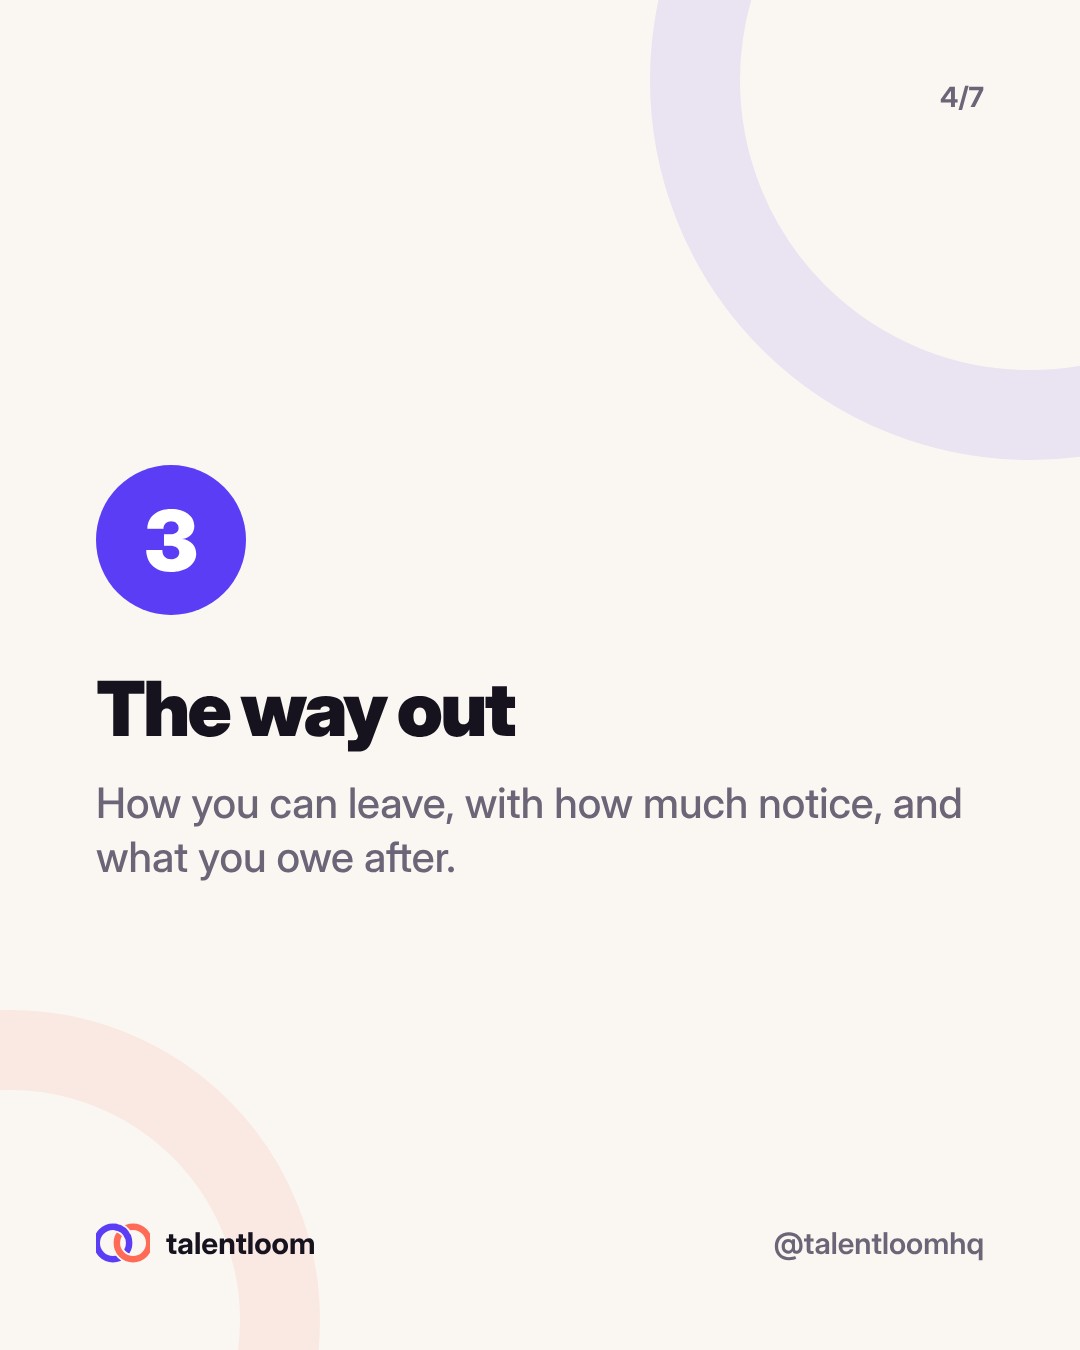 4/7
3
The way out
How you can leave, with how much notice, and
what you owe after.
talentloom
@talentloomhq